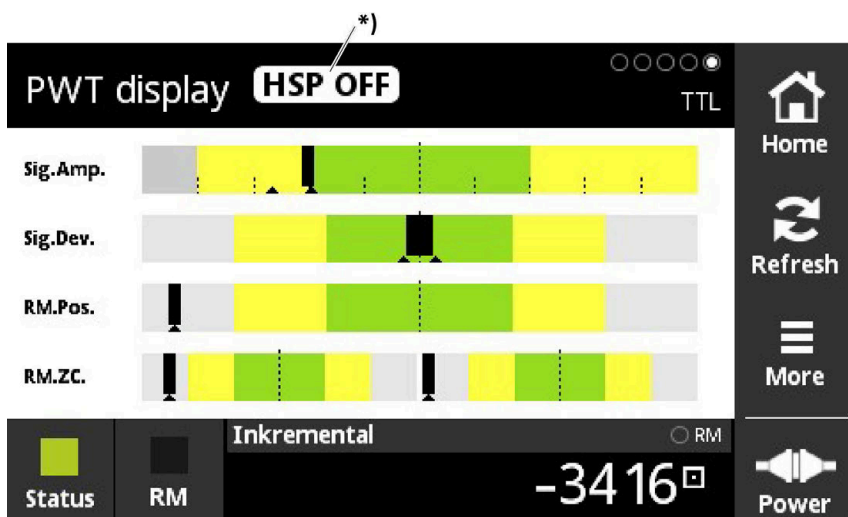 *)
PWT display HSP OFF
TTL
Home
Sig.Amp.
Sig.Dev.
Refresh
RM.Pos.
RM.ZC.
More
Inkremental
RM
-3416
Status
RM
Power